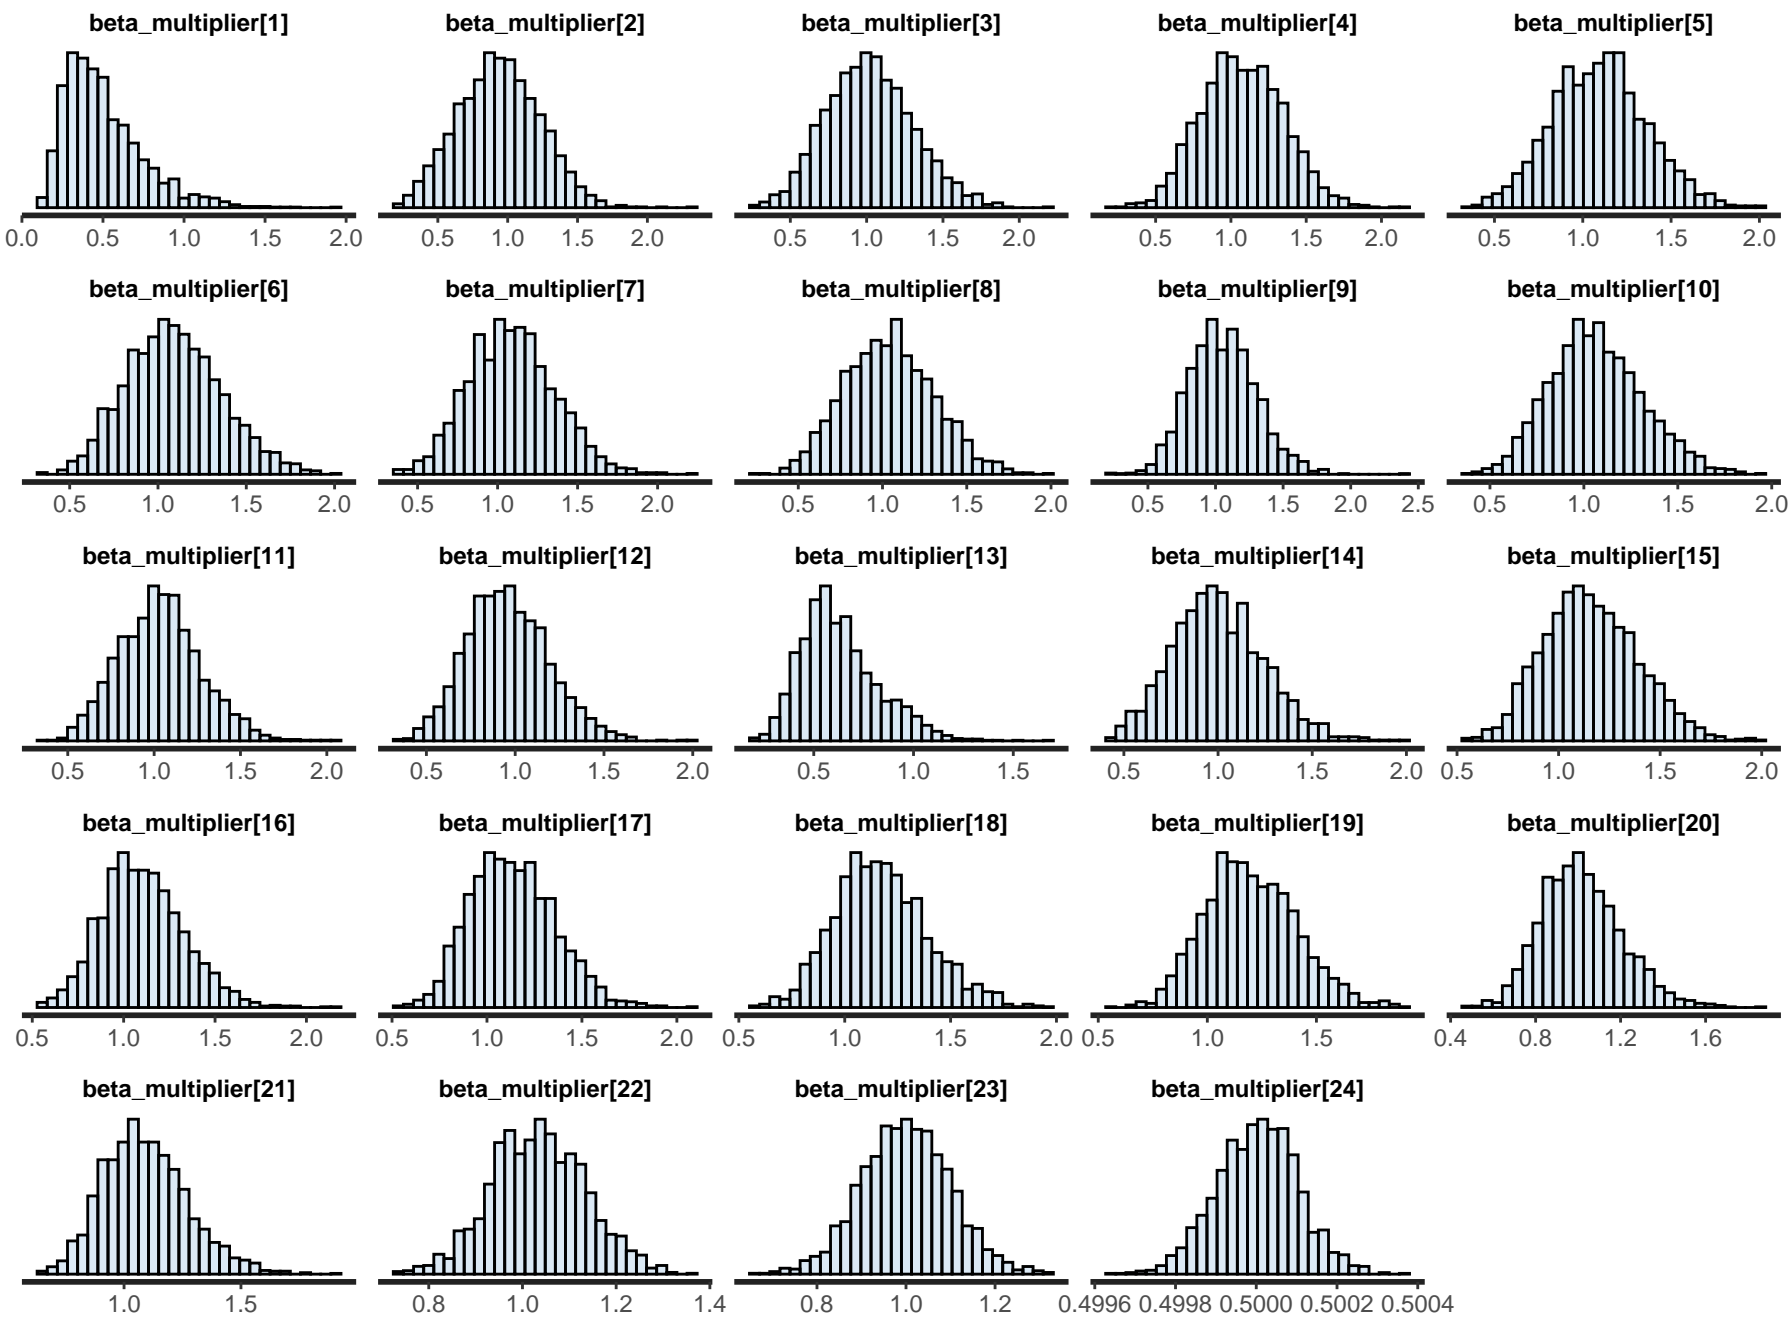 beta_multiplier[1] beta_multiplier[2] beta_multiplier[3] beta_multiplier[4] beta_multiplier[5]
0.0 0.5 1.0 1.5 2.0 0.5 1.0 1.5 2.0 0.5 1.0 1.5 2.0 0.5 1.0 1.5 2.0 0.5 1.0 1.5 2.0
beta_multiplier[6] beta_multiplier[7] beta_multiplier[8] beta_multiplier[9] beta_multiplier[10]
0.5 1.0 1.5 2.0 0.5 1.0 1.5 2.0 0.5 1.0 1.5 2.0 0.5 1.0 1.5 2.0 2.5 0.5 1.0 1.5 2.0
beta_multiplier[11] beta_multiplier[12] beta_multiplier[13] beta_multiplier[14] beta_multiplier[15]
0.5 1.0 1.5 2.0 0.5 1.0 1.5 2.0 0.5 1.0 1.5 0.5 1.0 1.5 2.0 0.5 1.0 1.5 2.0
beta_multiplier[16] beta_multiplier[17] beta_multiplier[18] beta_multiplier[19] beta_multiplier[20]
0.5 1.0 1.5 2.0 0.5 1.0 1.5 2.0 0.5 1.0 1.5 2.0 0.5 1.0 1.5 0.4 0.8 1.2 1.6
beta_multiplier[21] beta_multiplier[22] beta_multiplier[23] beta_multiplier[24]
1.0 1.5 0.8 1.0 1.2 1.4 0.8 1.0 1.2 0.4996 0.4998 0.5000 0.5002 0.5004